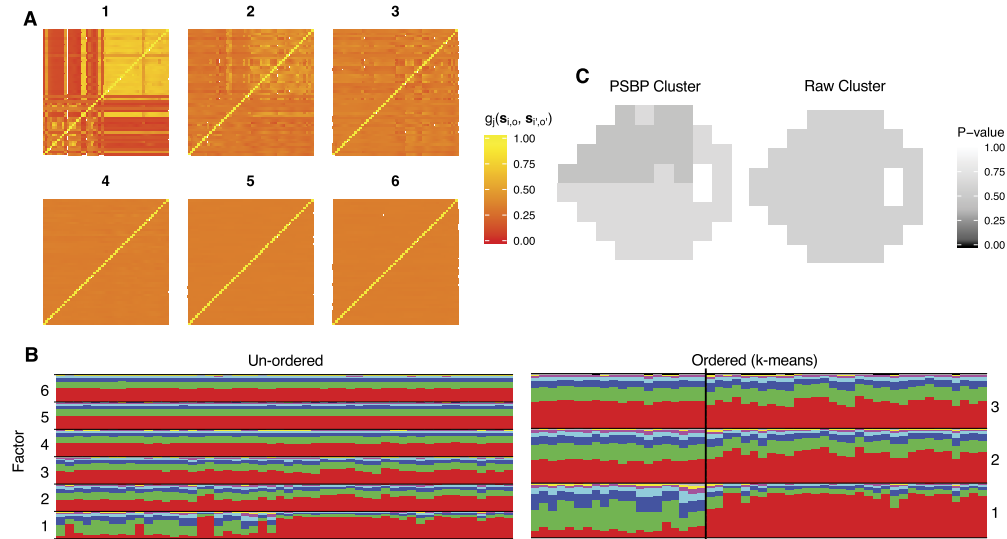 A
1
2
3
4
5
6
g_j(s_{i,o}, s_{i',o'})
1.00
0.75
0.50
0.25
0.00
C
PSBP Cluster
Raw Cluster
P−value
1.00
0.75
0.50
0.25
0.00
B
Un-ordered
Factor
6
5
4
3
2
1
Ordered (k-means)
3
2
1